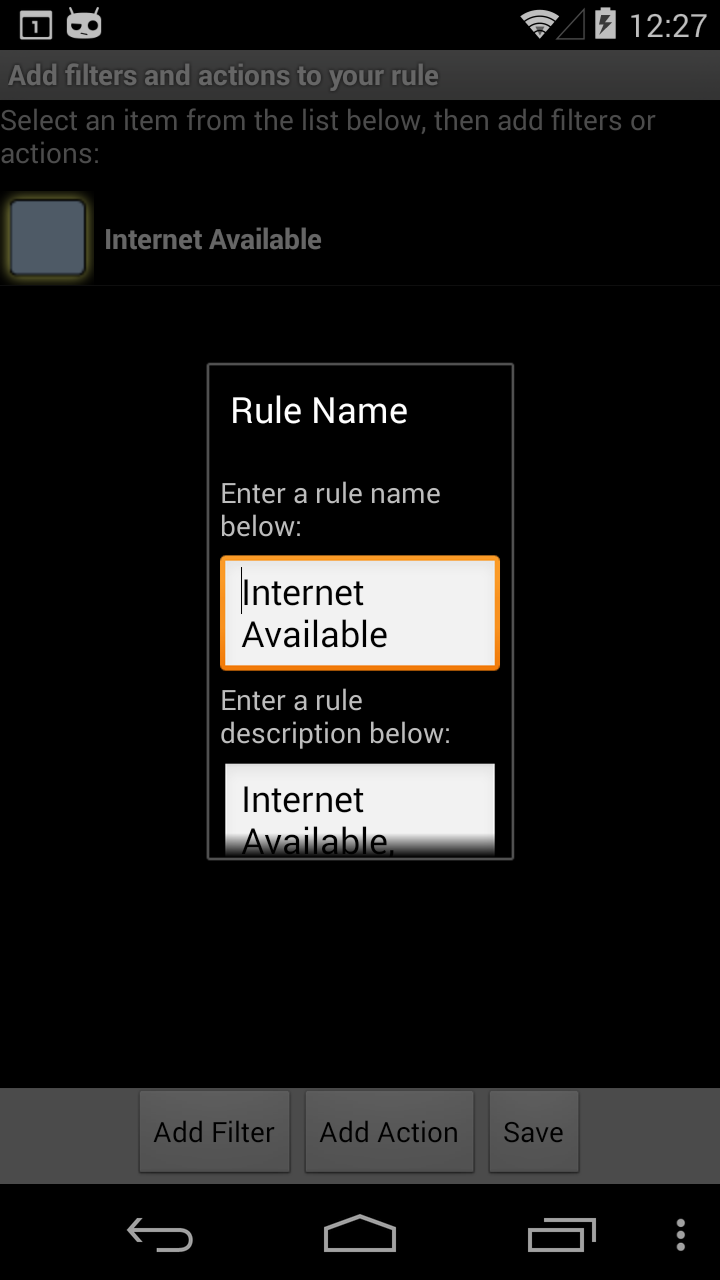 1
12:27
Add filters and actions to your rule
Select an item from the list below, then add filters or
actions:
Internet Available
Rule Name
Enter a rule name
below:
Internet
Available
Enter a rule
description below:
Internet
Available,
Add Filter Add Action Save